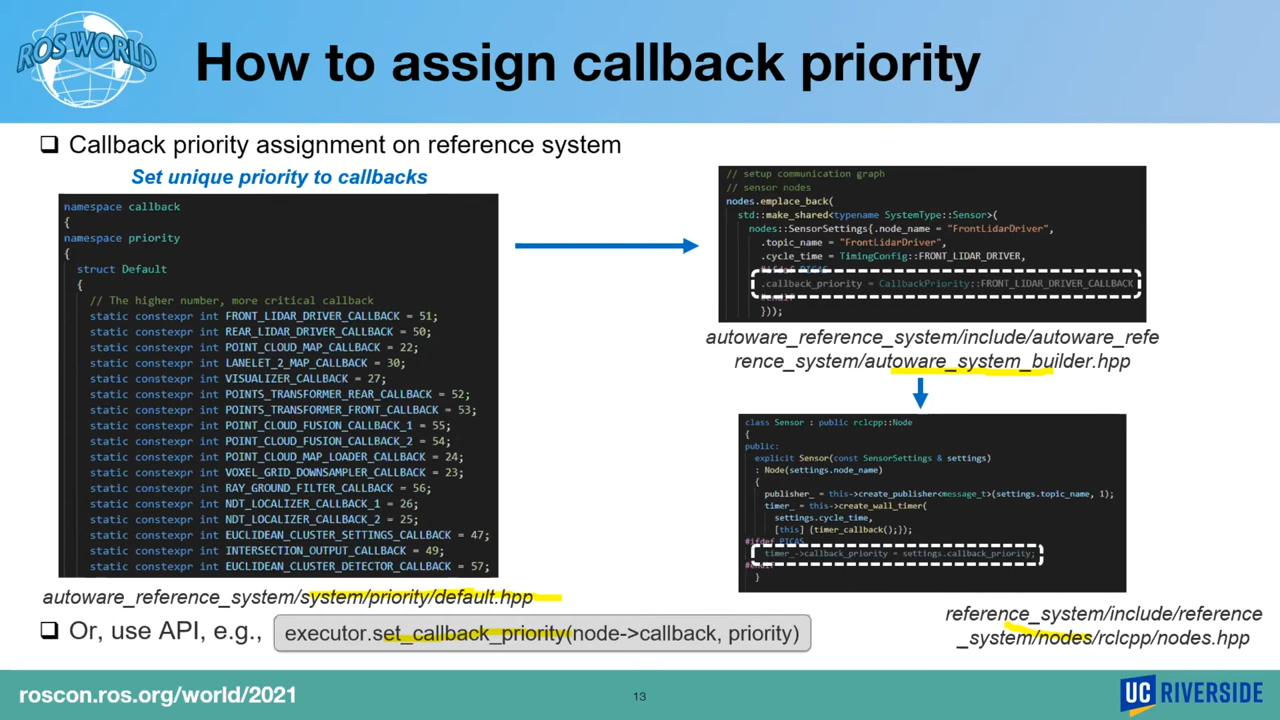 ROS WORLD
How to assign callback priority
❑ Callback priority assignment on reference system
Set unique priority to callbacks
namespace callback
{
namespace priority
{
struct Default
{
// The higher number, more critical callback
static constexpr int FRONT_LIDAR_DRIVER_CALLBACK = 51;
static constexpr int REAR_LIDAR_DRIVER_CALLBACK = 50;
static constexpr int POINT_CLOUD_MAP_CALLBACK = 22;
static constexpr int LANELET_2_MAP_CALLBACK = 30;
static constexpr int VISUALIZER_CALLBACK = 27;
static constexpr int POINTS_TRANSFORMER_REAR_CALLBACK = 52;
static constexpr int POINTS_TRANSFORMER_FRONT_CALLBACK = 53;
static constexpr int POINT_CLOUD_FUSION_CALLBACK_1 = 55;
static constexpr int POINT_CLOUD_FUSION_CALLBACK_2 = 54;
static constexpr int POINT_CLOUD_MAP_LOADER_CALLBACK = 24;
static constexpr int VOXEL_GRID_DOWNSAMPLER_CALLBACK = 23;
static constexpr int RAY_GROUND_FILTER_CALLBACK = 56;
static constexpr int NDT_LOCALIZER_CALLBACK_1 = 26;
static constexpr int NDT_LOCALIZER_CALLBACK_2 = 25;
static constexpr int EUCLIDEAN_CLUSTER_SETTINGS_CALLBACK = 47;
static constexpr int INTERSECTION_OUTPUT_CALLBACK = 49;
static constexpr int EUCLIDEAN_CLUSTER_DETECTOR_CALLBACK = 57;
autoware_reference_system/system/priority/default.hpp
❑ Or, use API, e.g., executor.set_callback_priority(node->callback, priority)
// setup communication graph
// sensor nodes
nodes.emplace_back(
std::make_shared<typename SystemType::Sensor>(
nodes::SensorSettings{.node_name = "FrontLidarDriver",
.topic_name = "FrontLidarDriver",
.cycle_time = TimingConfig::FRONT_LIDAR_DRIVER,
#ifdef PICAS
.callback_priority = CallbackPriority::FRONT_LIDAR_DRIVER_CALLBACK
#endif
}));
autoware_reference_system/include/autoware_refe
rence_system/autoware_system_builder.hpp
class Sensor : public rclcpp::Node
{
public:
explicit Sensor(const SensorSettings & settings)
: Node(settings.node_name)
{
publisher_ = this->create_publisher<message_t>(settings.topic_name, 1);
timer_ = this->create_wall_timer(
settings.cycle_time,
[this] {timer_callback();});
#ifdef PICAS
timer_->callback_priority = settings.callback_priority;
#endif
}
reference_system/include/reference
_system/nodes/rclcpp/nodes.hpp
roscon.ros.org/world/2021
13
UC RIVERSIDE